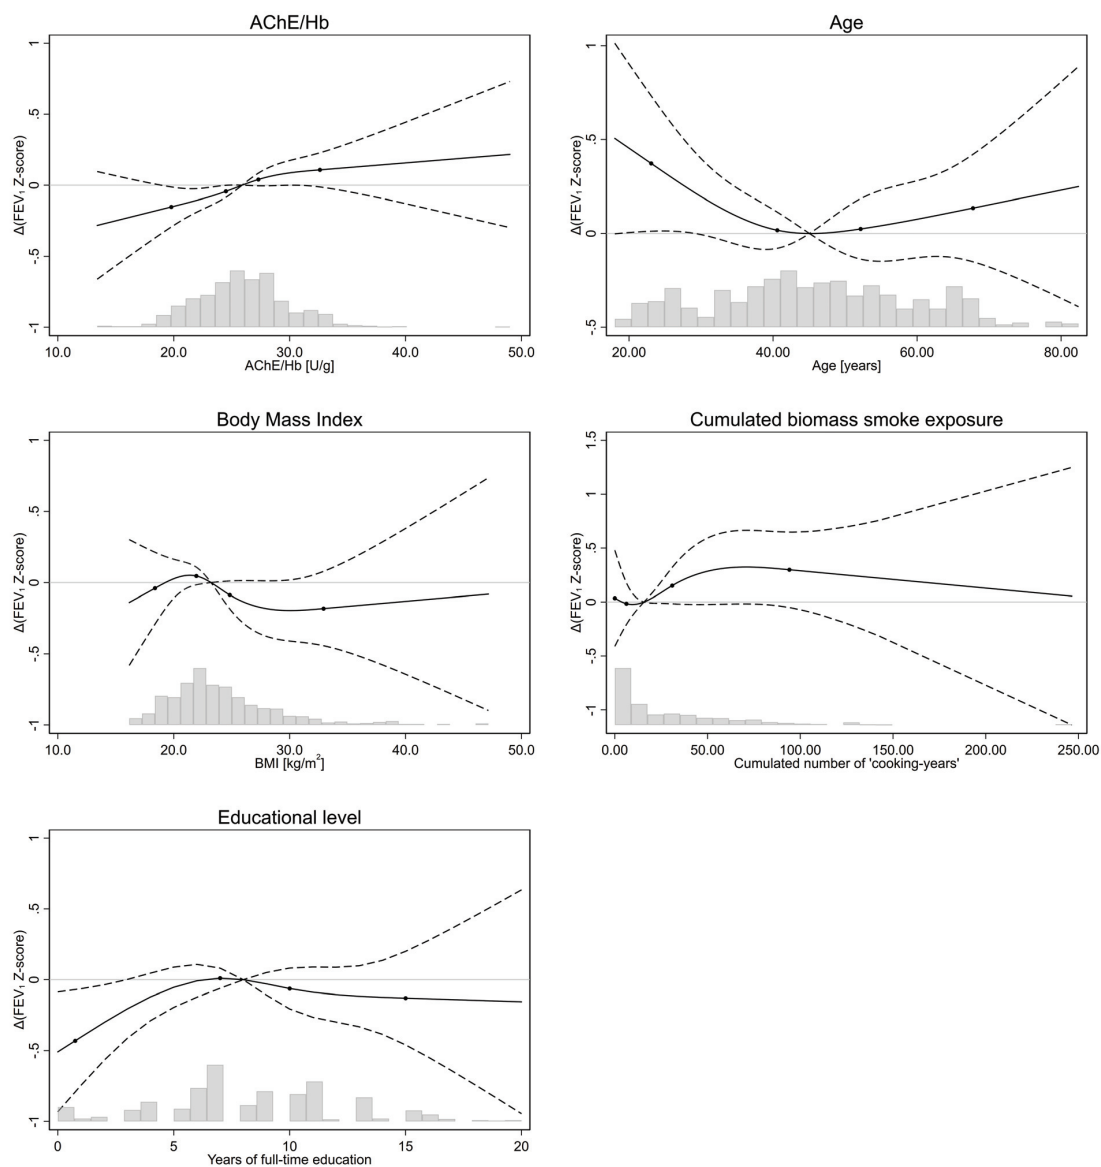 AChE/Hb
Δ(FEV₁ Z-score)
1
.5
0
-.5
-1
10.0 20.0 30.0 40.0 50.0
AChE/Hb [U/g]
Age
Δ(FEV₁ Z-score)
1
.5
0
-.5
20.00 40.00 60.00 80.00
Age [years]
Body Mass Index
Δ(FEV₁ Z-score)
1
.5
0
-.5
-1
10.0 20.0 30.0 40.0 50.0
BMI [kg/m²]
Cumulated biomass smoke exposure
Δ(FEV₁ Z-score)
1.5
1
.5
0
-.5
-1
0.00 50.00 100.00 150.00 200.00 250.00
Cumulated number of 'cooking-years'
Educational level
Δ(FEV₁ Z-score)
1
.5
0
-.5
-1
0 5 10 15 20
Years of full-time education